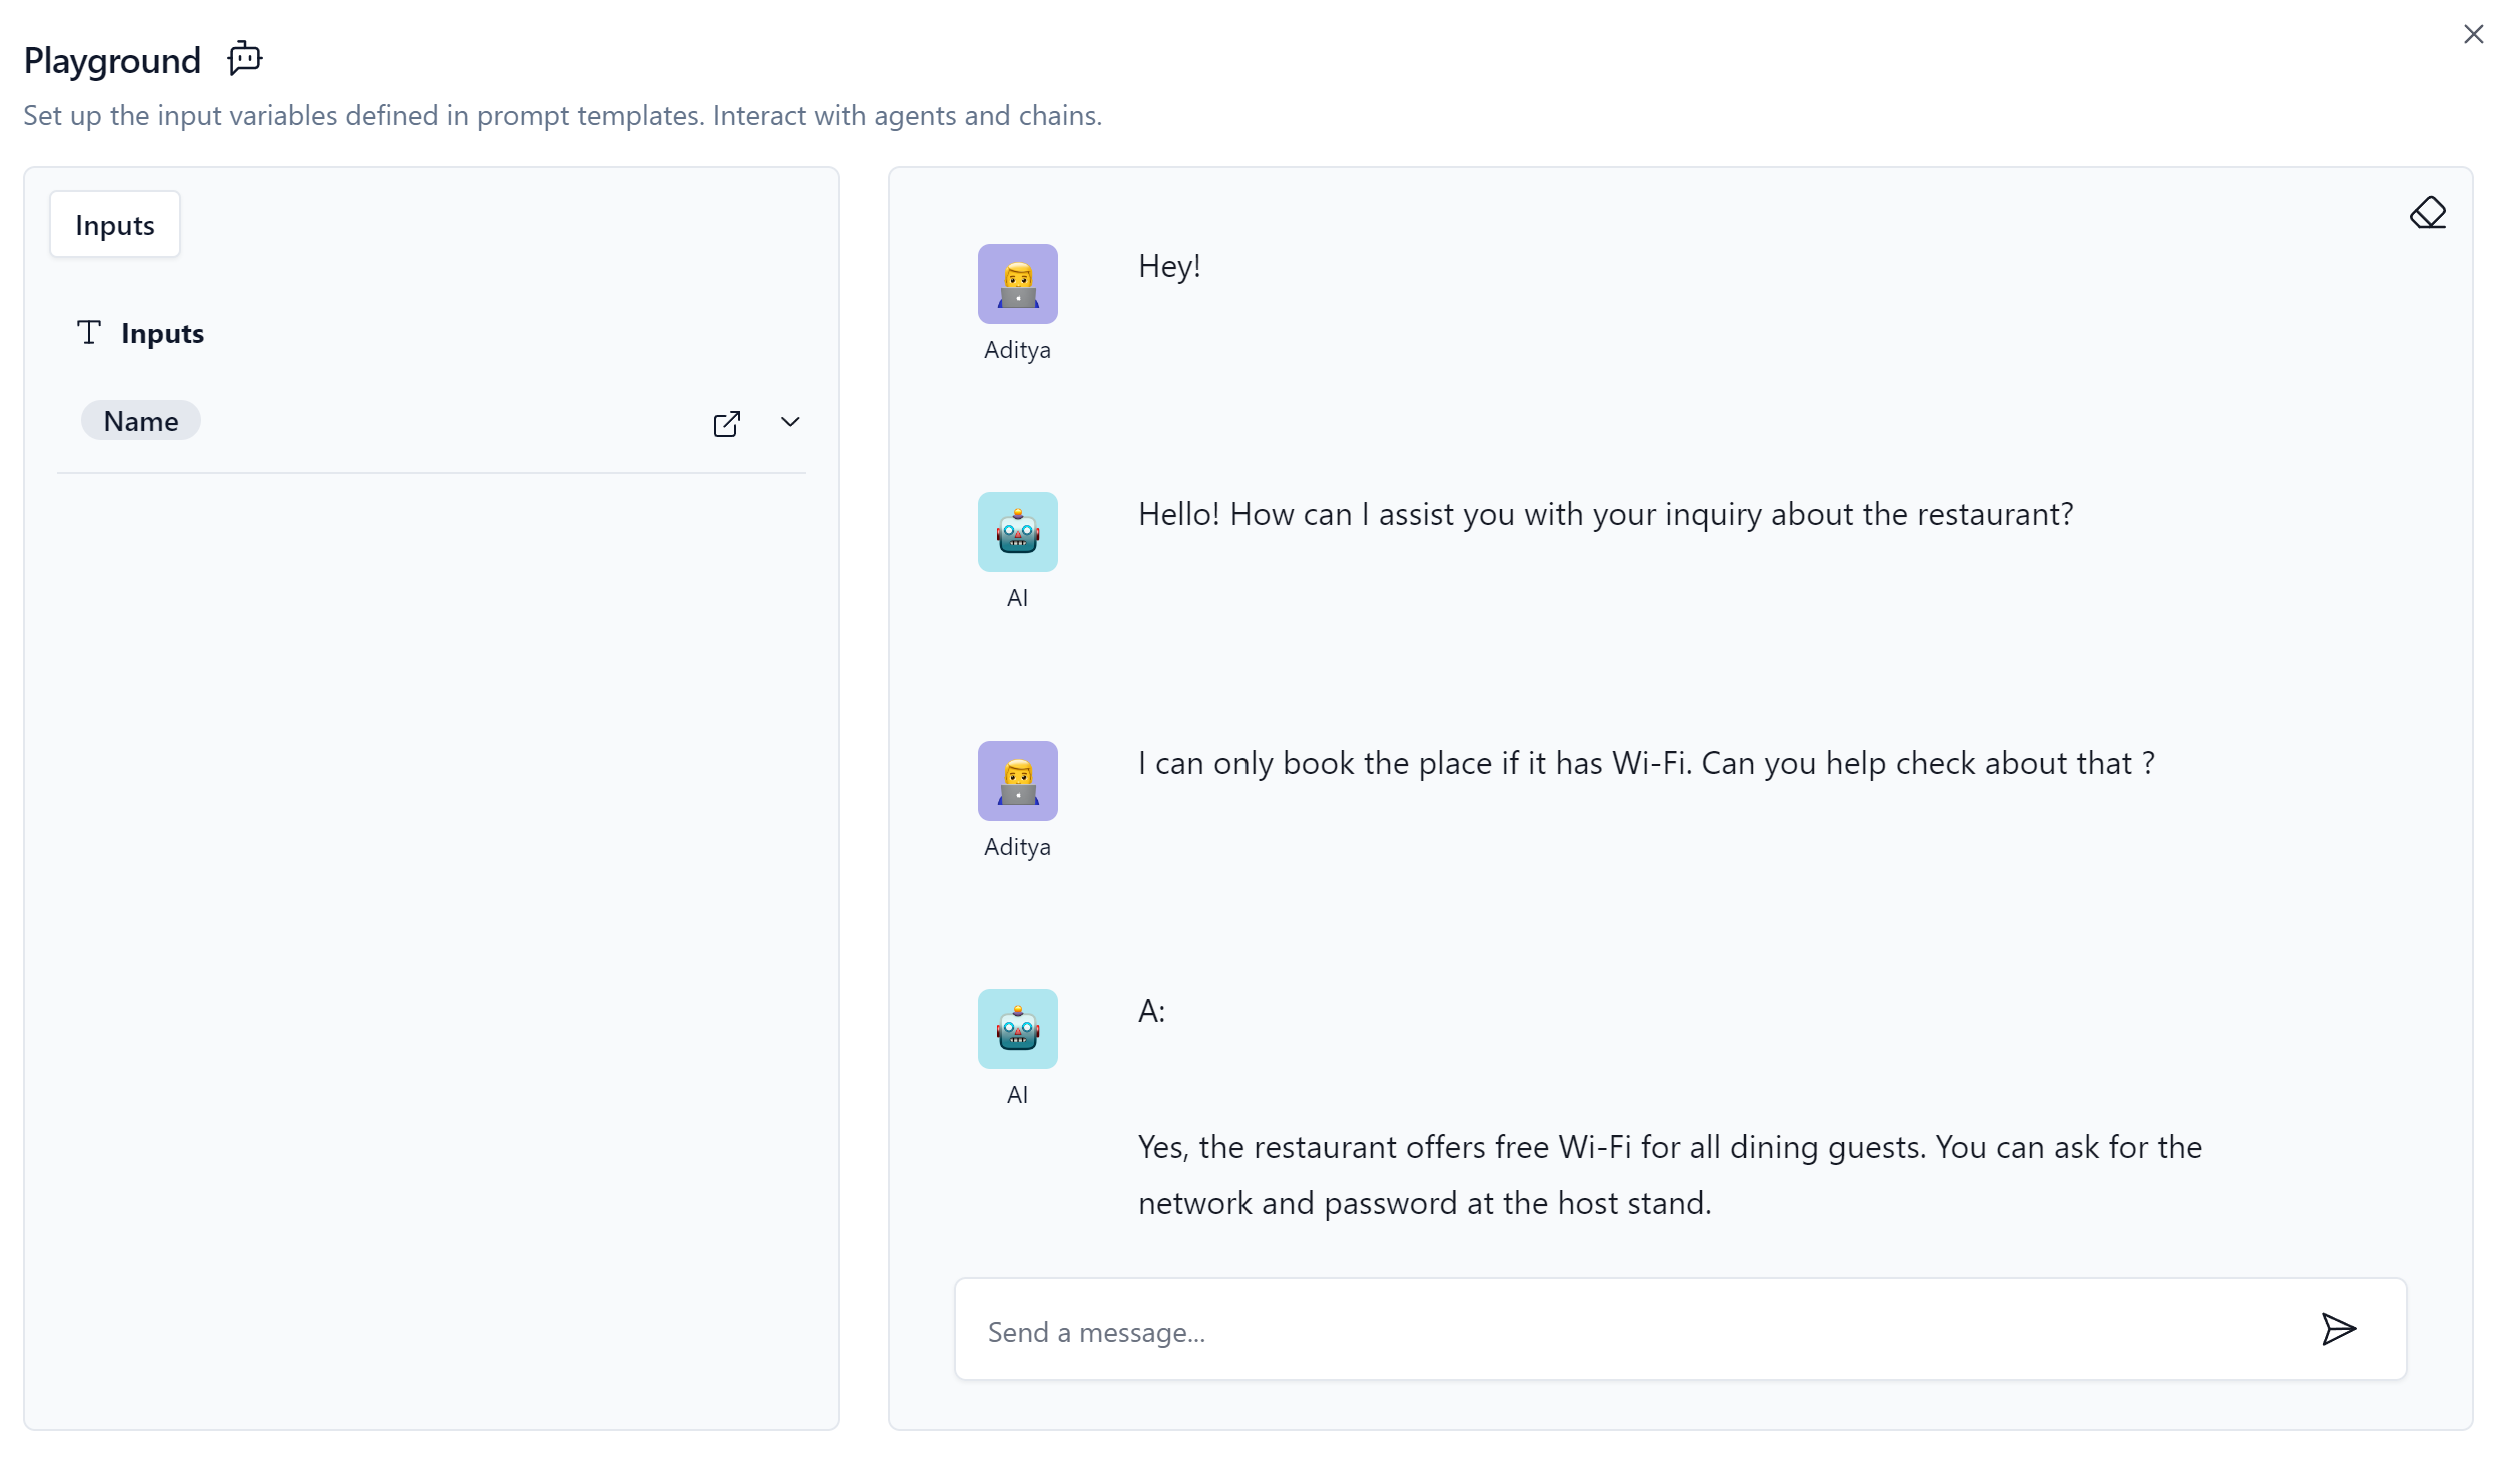 Playground
Set up the input variables defined in prompt templates. Interact with agents and chains.
Inputs
Inputs
Name
Hey!
Aditya
Hello! How can I assist you with your inquiry about the restaurant?
AI
I can only book the place if it has Wi-Fi. Can you help check about that ?
Aditya
A:
AI
Yes, the restaurant offers free Wi-Fi for all dining guests. You can ask for the
network and password at the host stand.
Send a message...